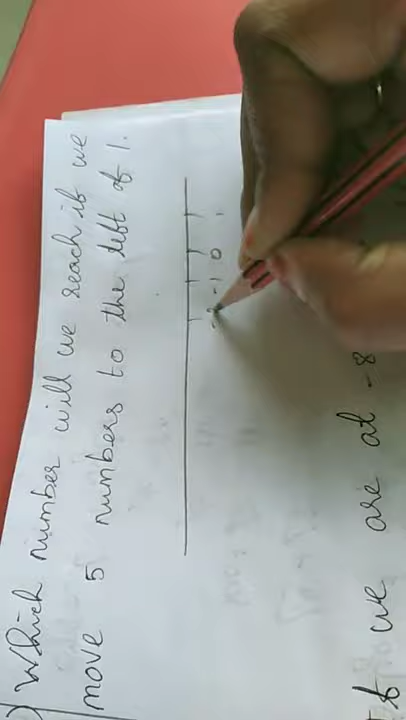 ) Which number will we reach if we
move 5 numbers to the left of 1.
-1 0 1
we are at -8